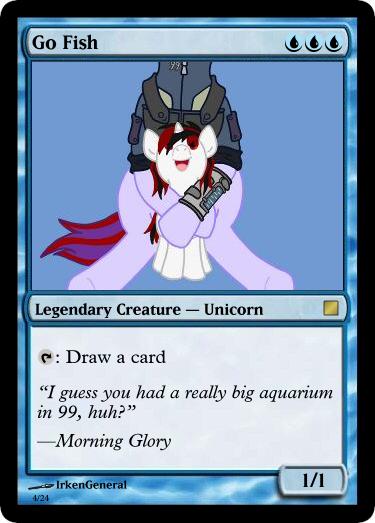 Go Fish
Legendary Creature — Unicorn
: Draw a card
“I guess you had a really big aquarium
in 99, huh?”
—Morning Glory
1/1
IrkenGeneral
4/24